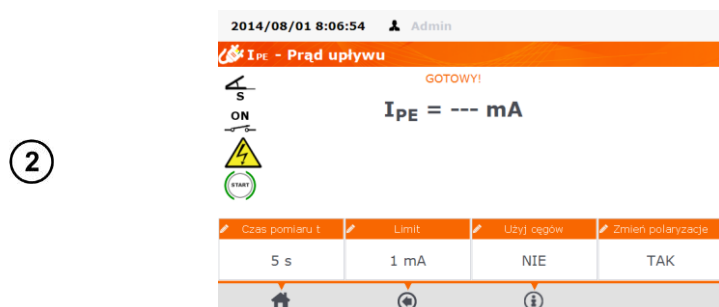 2014/08/01 8:06:54 Admin
IPE - Prąd upływu
GOTOWY!
S
IPE = --- mA
ON
2
START
Czas pomiaru t Limit Użyj cęgów Zmień polaryzacje
5 s 1 mA NIE TAK